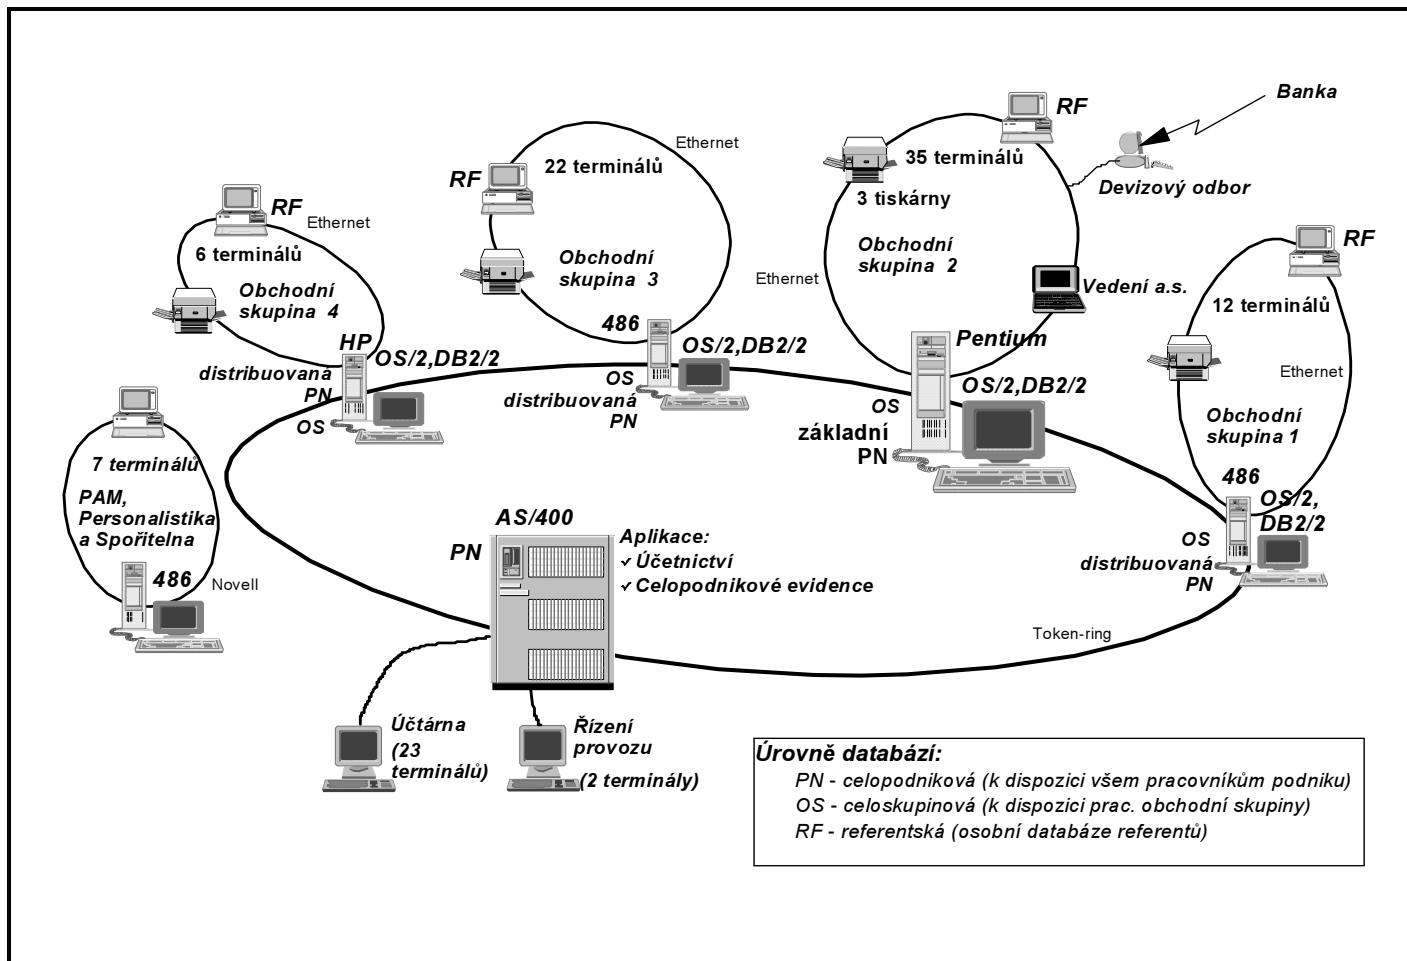 Banka
RF
Devizový odbor
35 terminálů
3 tiskárny
Obchodní
skupina 2
Ethernet
Vedení a.s.
Pentium
OS/2,DB2/2
OS
základní
PN
Ethernet
22 terminálů
RF
Obchodní
skupina 3
486
OS/2,DB2/2
OS
distribuovaná
PN
RF
Ethernet
6 terminálů
Obchodní
skupina 4
HP
OS/2,DB2/2
distribuovaná
PN
OS
RF
12 terminálů
Ethernet
Obchodní
skupina 1
486
OS/2,
DB2/2
OS
distribuovaná
PN
7 terminálů
PAM,
Personalistika
a Spořitelna
486
Novell
AS/400
PN
Aplikace:
✓ Účetnictví
✓ Celopodnikové evidence
Token-ring
Účtárna
(23
terminálů)
Řízení
provozu
(2 terminály)
Úrovně databází:
PN - celopodniková (k dispozici všem pracovníkům podniku)
OS - celoskupinová (k dispozici prac. obchodní skupiny)
RF - referentská (osobní databáze referentů)